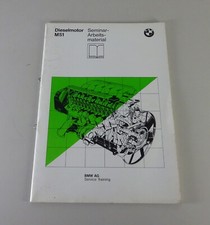 Dieselmotor
M51
Seminar-
Arbeits-
material
BMW AG
Service Training